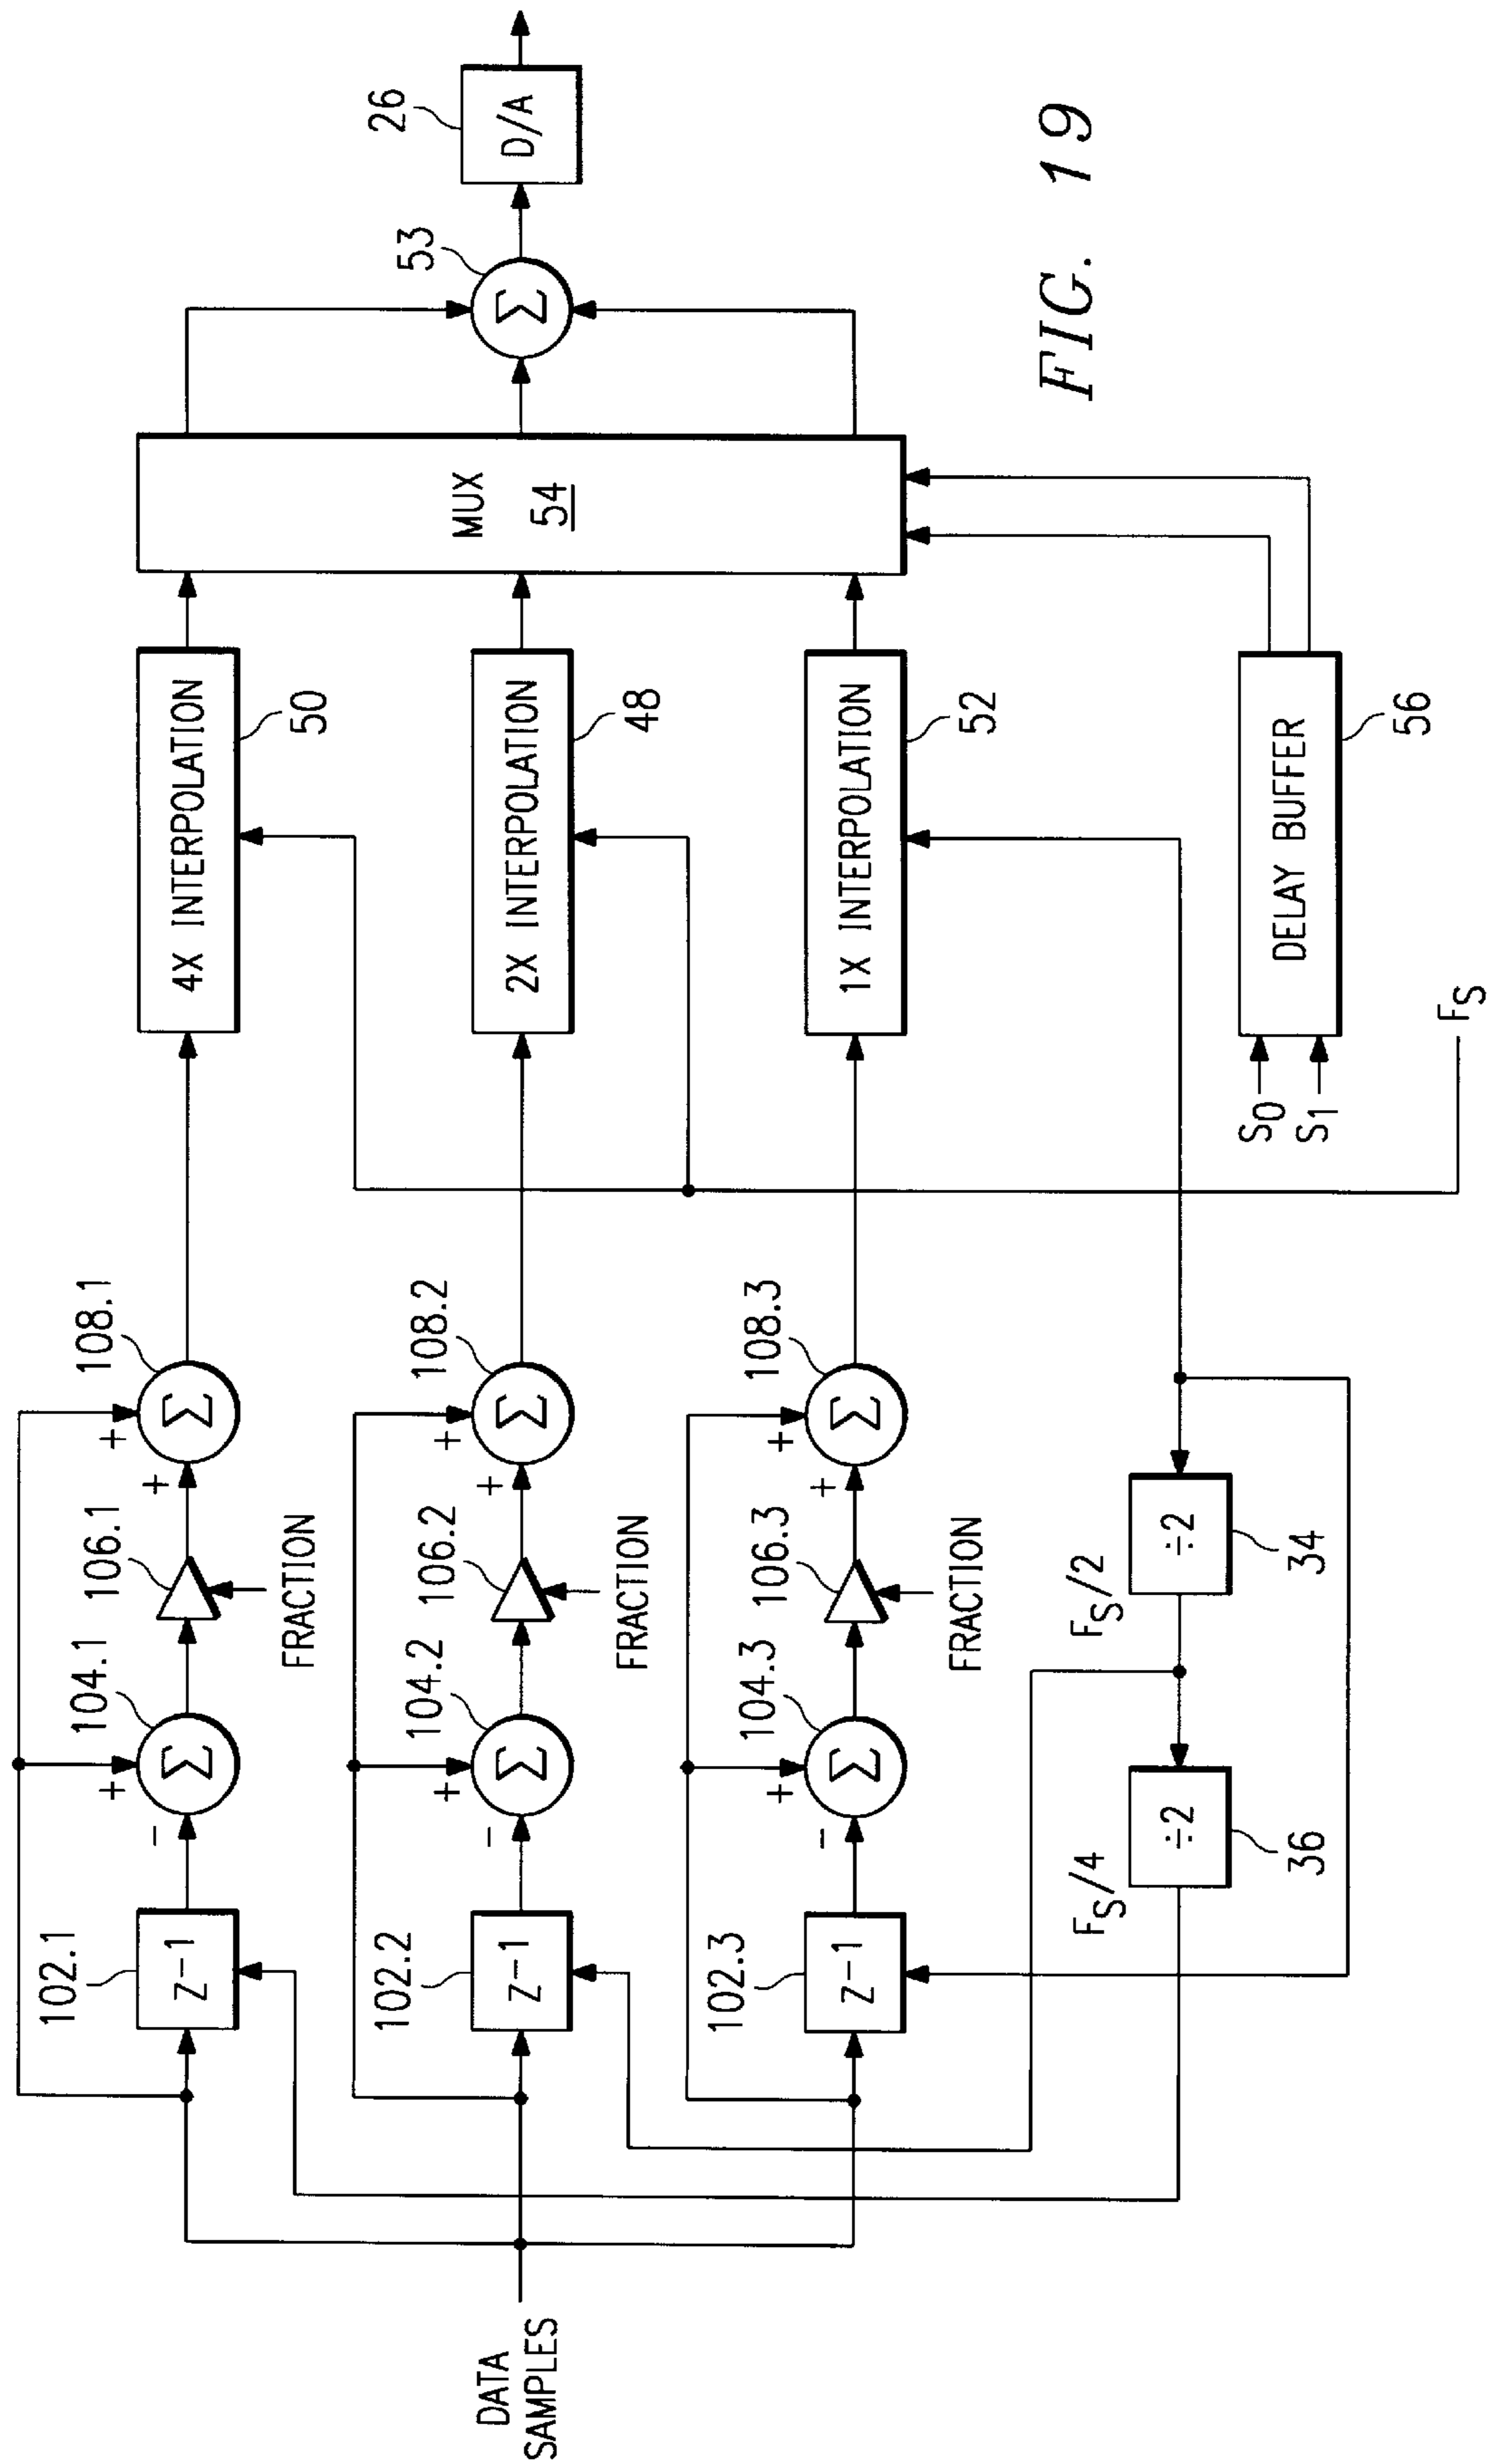 102.1
Z-1
104.1
+
-
Σ
106.1
FRACTION
108.1
+
+
Σ
4X INTERPOLATION
50
DATA
SAMPLES
102.2
Z-1
104.2
+
-
Σ
106.2
FRACTION
108.2
+
+
Σ
2X INTERPOLATION
48
102.3
Z-1
104.3
+
-
Σ
106.3
FRACTION
108.3
+
+
Σ
1X INTERPOLATION
52
MUX
54
53
Σ
26
D/A
FS/4
÷2
36
FS/2
÷2
34
S0
S1
DELAY BUFFER
56
FS
FIG. 19